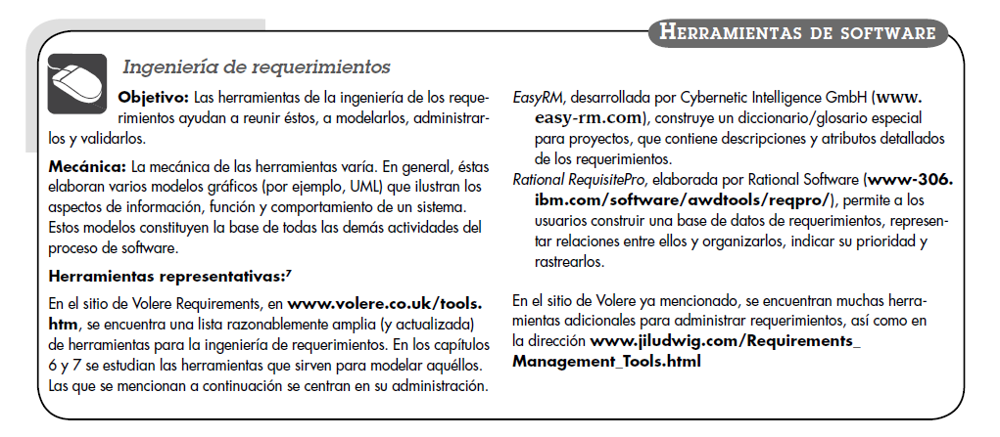 HERRAMIENTAS DE SOFTWARE
Ingeniería de requerimientos
Objetivo: Las herramientas de la ingeniería de los reque-
rimientos ayudan a reunir éstos, a modelarlos, administrar-
los y validarlos.
Mecánica: La mecánica de las herramientas varía. En general, éstas
elaboran varios modelos gráficos (por ejemplo, UML) que ilustran los
aspectos de información, función y comportamiento de un sistema.
Estos modelos constituyen la base de todas las demás actividades del
proceso de software.
Herramientas representativas:7
En el sitio de Volere Requirements, en www.volere.co.uk/tools.
htm, se encuentra una lista razonablemente amplia (y actualizada)
de herramientas para la ingeniería de requerimientos. En los capítulos
6 y 7 se estudian las herramientas que sirven para modelar aquéllos.
Las que se mencionan a continuación se centran en su administración.
EasyRM, desarrollada por Cybernetic Intelligence GmbH (www.
easy-rm.com), construye un diccionario/glosario especial
para proyectos, que contiene descripciones y atributos detallados
de los requerimientos.
Rational RequisitePro, elaborada por Rational Software (www-306.
ibm.com/software/awdtools/reqpro/), permite a los
usuarios construir una base de datos de requerimientos, represen-
tar relaciones entre ellos y organizarlos, indicar su prioridad y
rastrearlos.
En el sitio de Volere ya mencionado, se encuentran muchas herra-
mientas adicionales para administrar requerimientos, así como en
la dirección www.jiludwig.com/Requirements_
Management_Tools.html